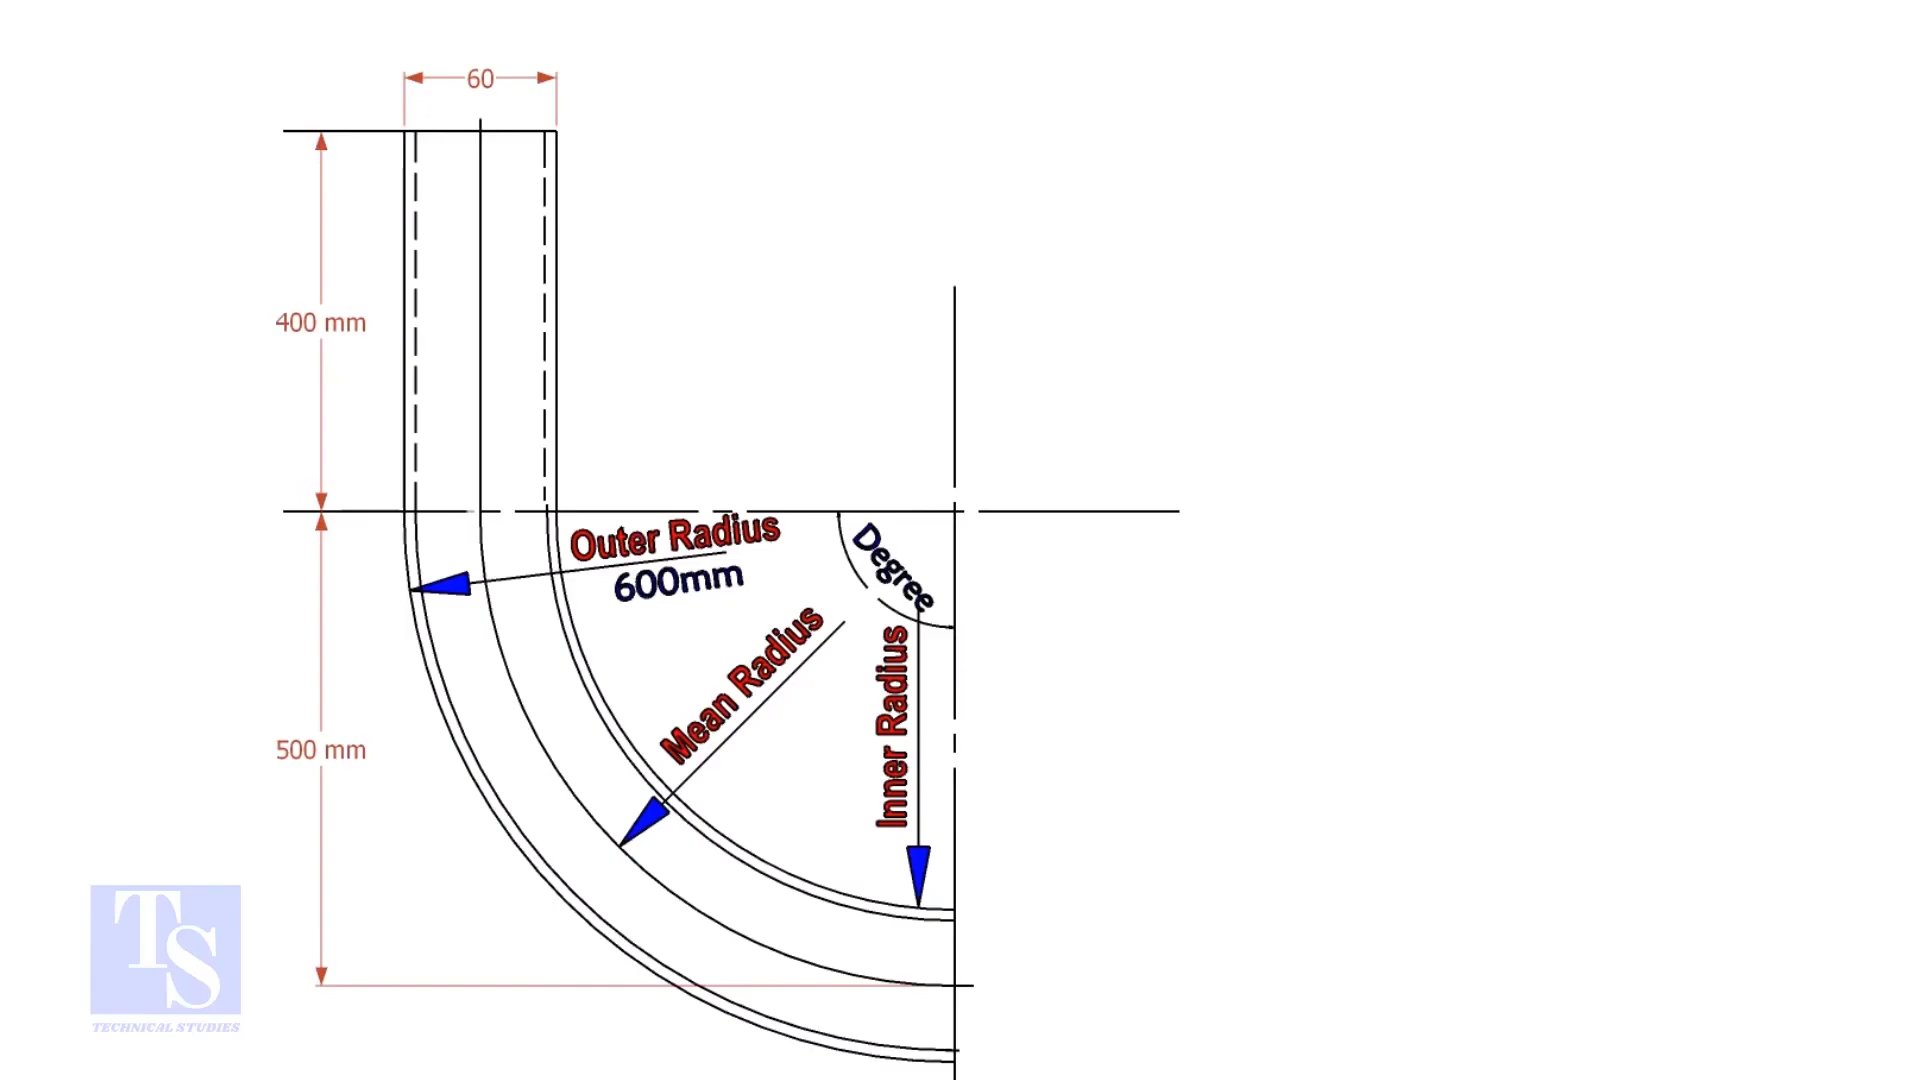 60
400 mm
Outer Radius
600mm
Degree
Mean Radius
Inner Radius
500 mm
TS
TECHNICAL STUDIES